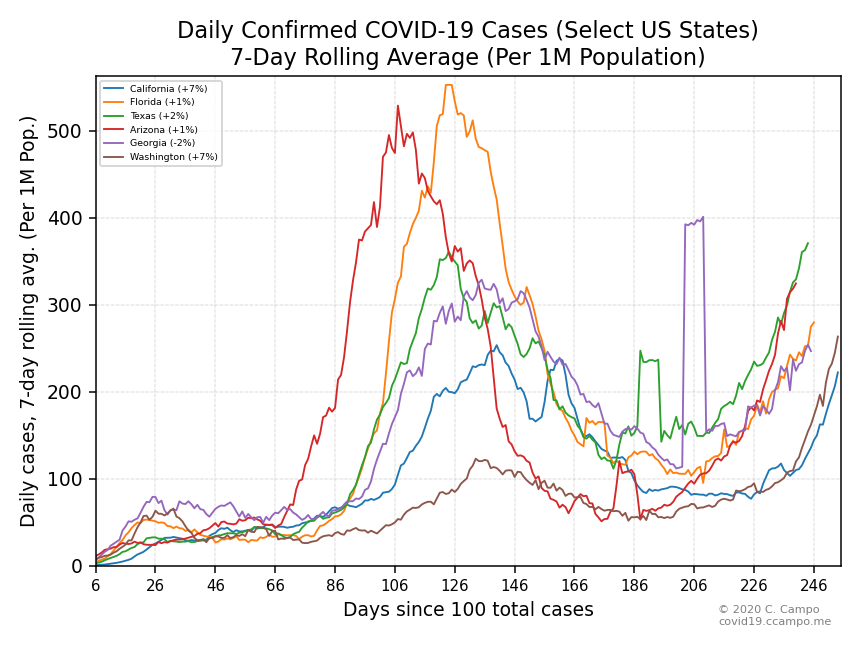 Daily Confirmed COVID-19 Cases (Select US States)
7-Day Rolling Average (Per 1M Population)
California (+7%)
Florida (+1%)
Texas (+2%)
Arizona (+1%)
Georgia (-2%)
Washington (+7%)
Daily cases, 7-day rolling avg. (Per 1M Pop.)
500
400
300
200
100
0
6 26 46 66 86 106 126 146 166 186 206 226 246
Days since 100 total cases
© 2020 C. Campo
covid19.ccampo.me